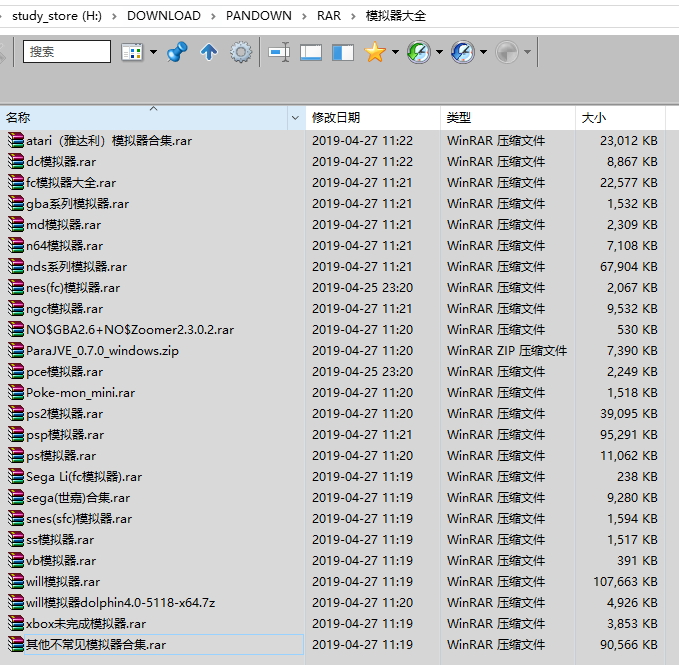 study_store (H:) › DOWNLOAD › PANDOWN › RAR › 模拟器大全
搜索
名称 修改日期 类型 大小
atari（雅达利）模拟器合集.rar 2019-04-27 11:22 WinRAR 压缩文件 23,012 KB
dc模拟器.rar 2019-04-27 11:22 WinRAR 压缩文件 8,867 KB
fc模拟器大全.rar 2019-04-27 11:21 WinRAR 压缩文件 22,577 KB
gba系列模拟器.rar 2019-04-27 11:21 WinRAR 压缩文件 1,532 KB
md模拟器.rar 2019-04-27 11:21 WinRAR 压缩文件 2,309 KB
n64模拟器.rar 2019-04-27 11:21 WinRAR 压缩文件 7,108 KB
nds系列模拟器.rar 2019-04-27 11:21 WinRAR 压缩文件 67,904 KB
nes(fc)模拟器.rar 2019-04-25 23:20 WinRAR 压缩文件 2,067 KB
ngc模拟器.rar 2019-04-27 11:21 WinRAR 压缩文件 9,532 KB
NO$GBA2.6+NO$Zoomer2.3.0.2.rar 2019-04-27 11:20 WinRAR 压缩文件 530 KB
ParaJVE_0.7.0_windows.zip 2019-04-27 11:20 WinRAR ZIP 压缩文件 7,390 KB
pce模拟器.rar 2019-04-25 23:20 WinRAR 压缩文件 2,249 KB
Poke-mon_mini.rar 2019-04-27 11:20 WinRAR 压缩文件 1,518 KB
ps2模拟器.rar 2019-04-27 11:20 WinRAR 压缩文件 39,095 KB
psp模拟器.rar 2019-04-27 11:21 WinRAR 压缩文件 95,291 KB
ps模拟器.rar 2019-04-27 11:20 WinRAR 压缩文件 11,062 KB
Sega Li(fc模拟器).rar 2019-04-27 11:19 WinRAR 压缩文件 238 KB
sega(世嘉)合集.rar 2019-04-27 11:19 WinRAR 压缩文件 9,280 KB
snes(sfc)模拟器.rar 2019-04-27 11:19 WinRAR 压缩文件 1,594 KB
ss模拟器.rar 2019-04-27 11:19 WinRAR 压缩文件 1,517 KB
vb模拟器.rar 2019-04-27 11:19 WinRAR 压缩文件 391 KB
will模拟器.rar 2019-04-27 11:19 WinRAR 压缩文件 107,663 KB
will模拟器dolphin4.0-5118-x64.7z 2019-04-27 11:20 WinRAR 压缩文件 4,926 KB
xbox未完成模拟器.rar 2019-04-27 11:19 WinRAR 压缩文件 3,853 KB
其他不常见模拟器合集.rar 2019-04-27 11:19 WinRAR 压缩文件 90,566 KB